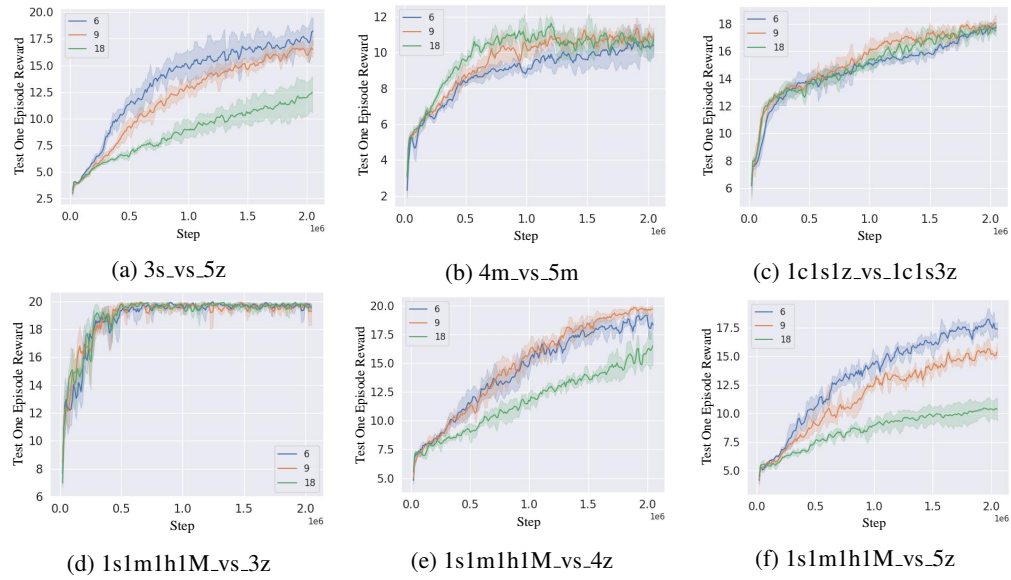 20.0
17.5
15.0
12.5
10.0
7.5
5.0
2.5
Test One Episode Reward
6
9
18
0.0 0.5 1.0 1.5 2.0
1e6
Step
(a) 3s_vs_5z
12
10
8
6
4
2
Test One Episode Reward
6
9
18
0.0 0.5 1.0 1.5 2.0
1e6
Step
(b) 4m_vs_5m
18
16
14
12
10
8
6
Test One Episode Reward
6
9
18
0.0 0.5 1.0 1.5 2.0
1e6
Step
(c) 1c1s1z_vs_1c1s3z
20
18
16
14
12
10
8
6
Test One Episode Reward
6
9
18
0.0 0.5 1.0 1.5 2.0
1e6
Step
(d) 1s1m1h1M_vs_3z
20.0
17.5
15.0
12.5
10.0
7.5
5.0
Test One Episode Reward
6
9
18
0.0 0.5 1.0 1.5 2.0
1e6
Step
(e) 1s1m1h1M_vs_4z
17.5
15.0
12.5
10.0
7.5
5.0
Test One Episode Reward
6
9
18
0.0 0.5 1.0 1.5 2.0
1e6
Step
(f) 1s1m1h1M_vs_5z